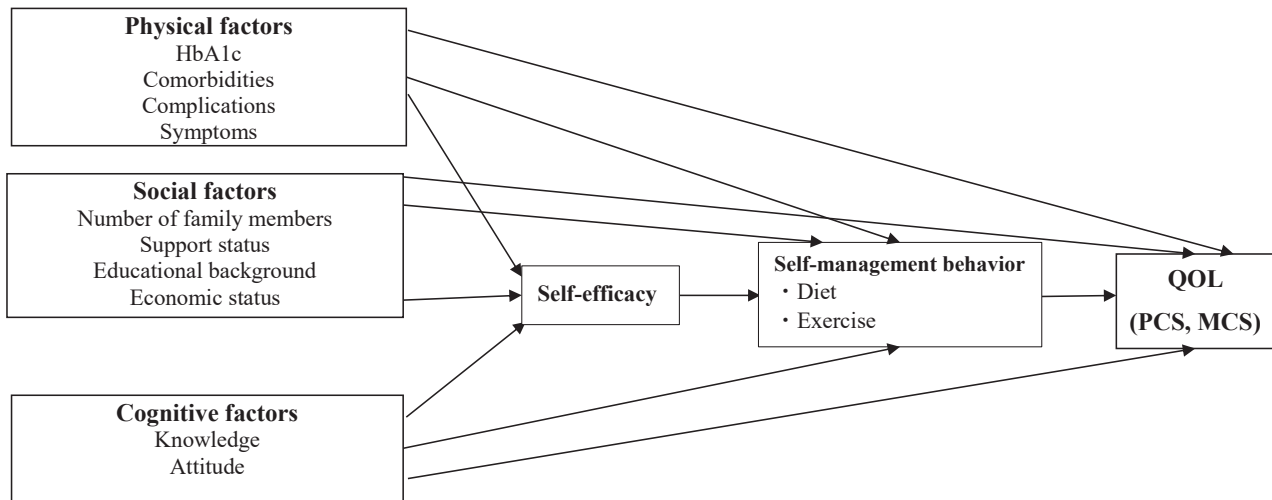 Physical factors
HbA1c
Comorbidities
Complications
Symptoms
Social factors
Number of family members
Support status
Educational background
Economic status
Self-efficacy
Self-management behavior
・Diet
・Exercise
QOL
(PCS, MCS)
Cognitive factors
Knowledge
Attitude